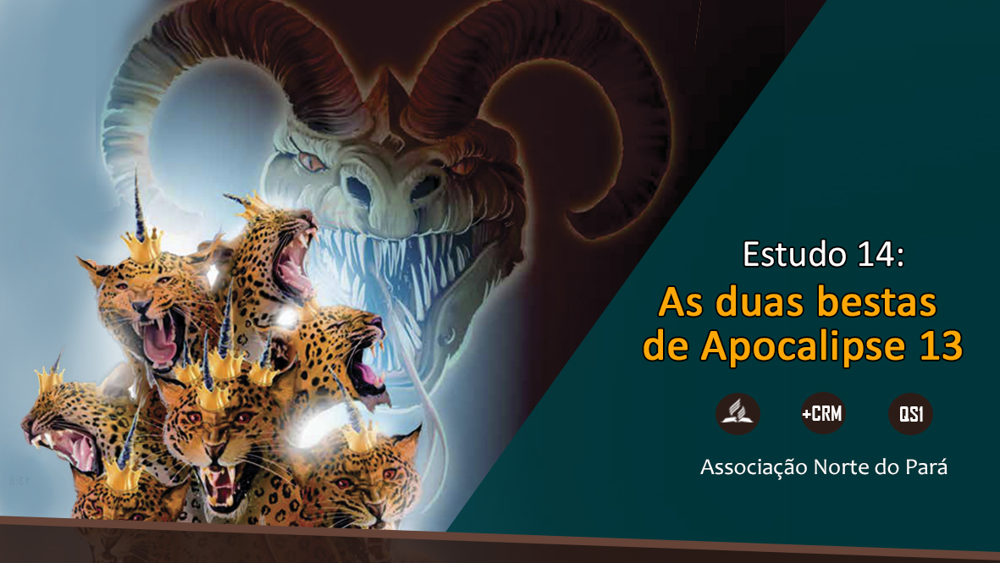 Estudo 14:
As duas bestas
de Apocalipse 13
+CRM
QS1
Associação Norte do Pará